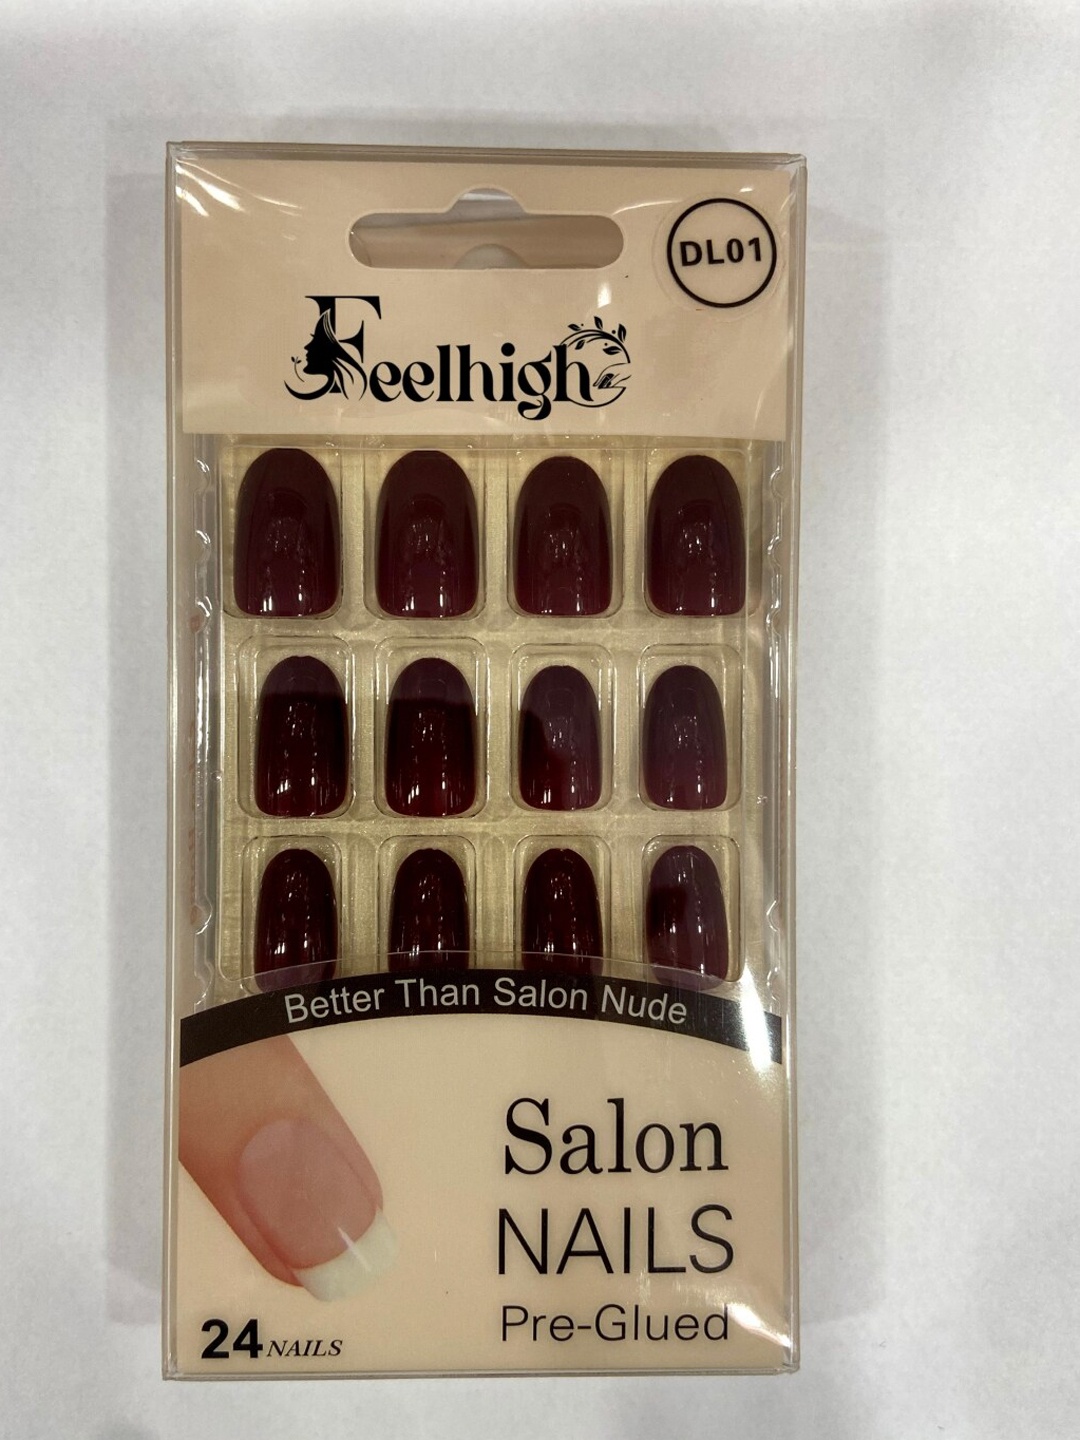 DL01
Feelhigh
Better Than Salon Nude
Salon
NAILS
Pre-Glued
24 NAILS